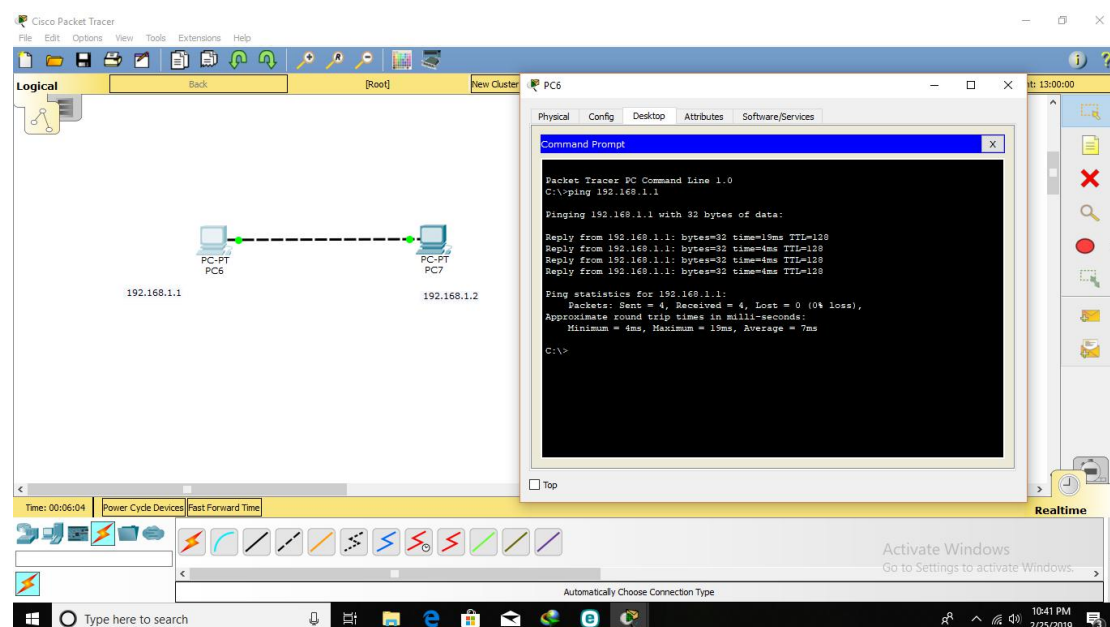 Cisco Packet Tracer
File Edit Options View Tools Extensions Help
Logical
Back
[Root]
New Cluster
t: 13:00:00
PC6
Physical Config Desktop Attributes Software/Services
Command Prompt
X
Packet Tracer PC Command Line 1.0
C:\>ping 192.168.1.1
Pinging 192.168.1.1 with 32 bytes of data:
Reply from 192.168.1.1: bytes=32 time=19ms TTL=128
Reply from 192.168.1.1: bytes=32 time=4ms TTL=128
Reply from 192.168.1.1: bytes=32 time=4ms TTL=128
Reply from 192.168.1.1: bytes=32 time=4ms TTL=128
Ping statistics for 192.168.1.1:
Packets: Sent = 4, Received = 4, Lost = 0 (0% loss),
Approximate round trip times in milli-seconds:
Minimum = 4ms, Maximum = 19ms, Average = 7ms
C:\>
Top
PC-PT
PC6
PC-PT
PC7
192.168.1.1
192.168.1.2
Time: 00:06:04
Power Cycle Devices
Fast Forward Time
Realtime
Automatically Choose Connection Type
Activate Windows
Go to Settings to activate Windows.
Type here to search
10:41 PM
2/25/2019